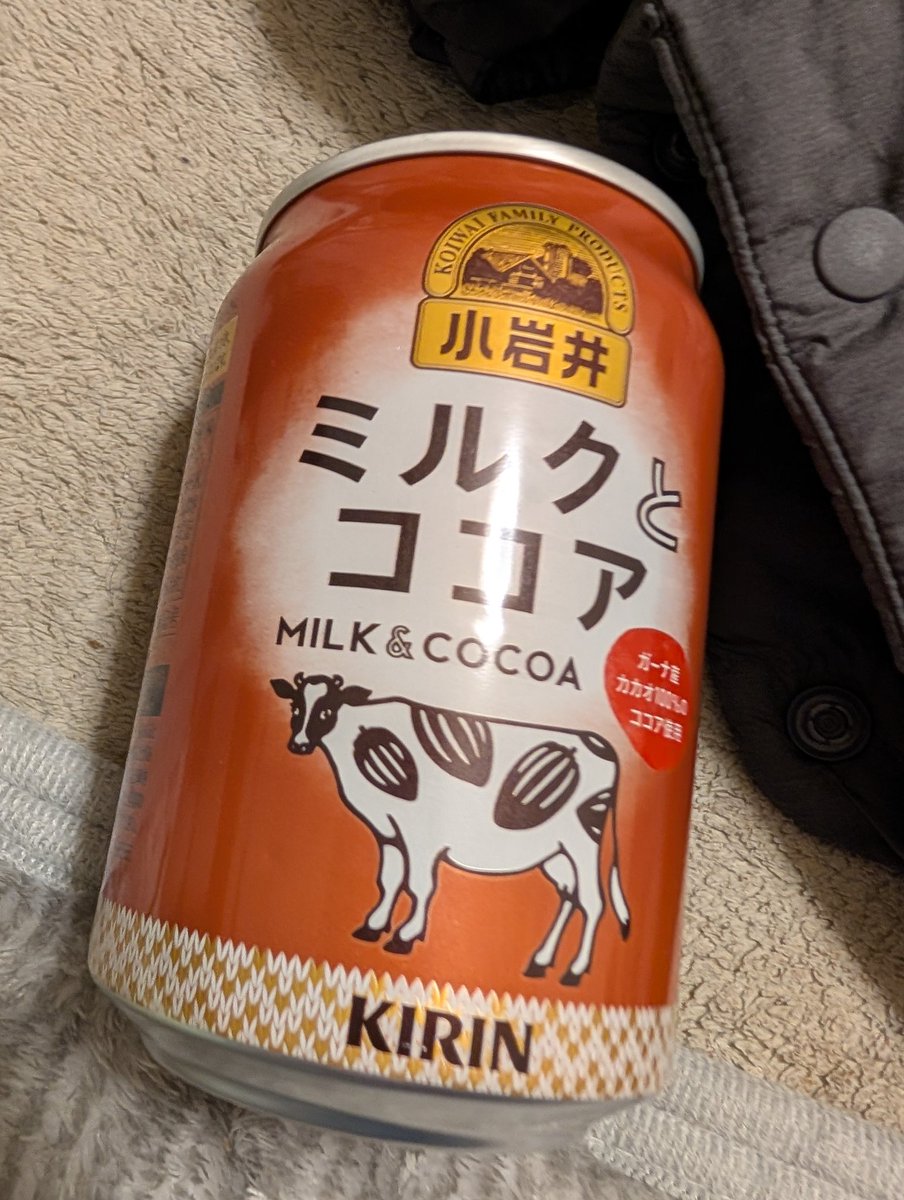 KOIWAI FAMILY PRODUCTS
小岩井
ミルクと
ココア
MILK & COCOA
ガーナ産
カカオ100%の
ココア使用
KIRIN